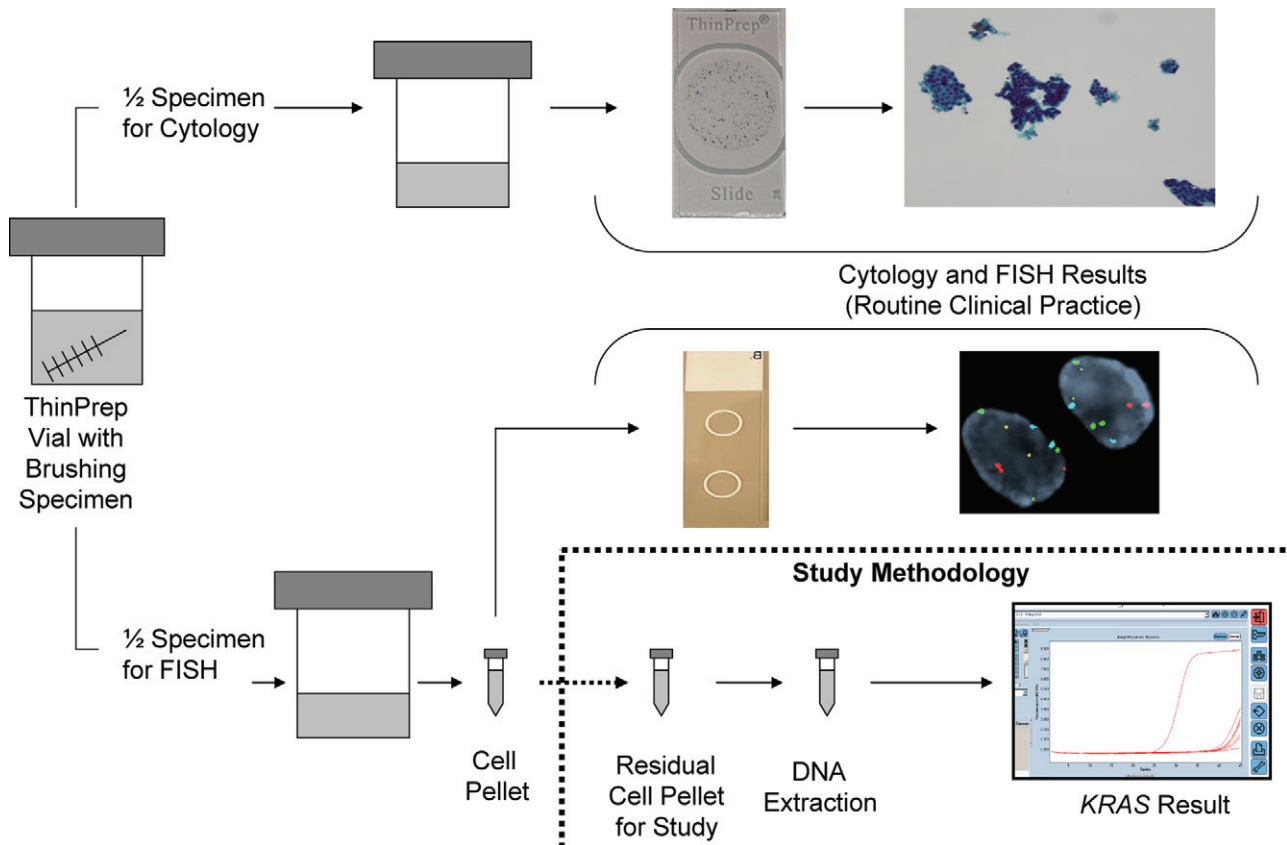 ½ Specimen
for Cytology
ThinPrep®
Slide
28
Cytology and FISH Results
(Routine Clinical Practice)
ThinPrep
Vial with
Brushing
Specimen
½ Specimen
for FISH
Cell
Pellet
Study Methodology
Residual
Cell Pellet
for Study
DNA
Extraction
Amplification Curves
KRAS Result